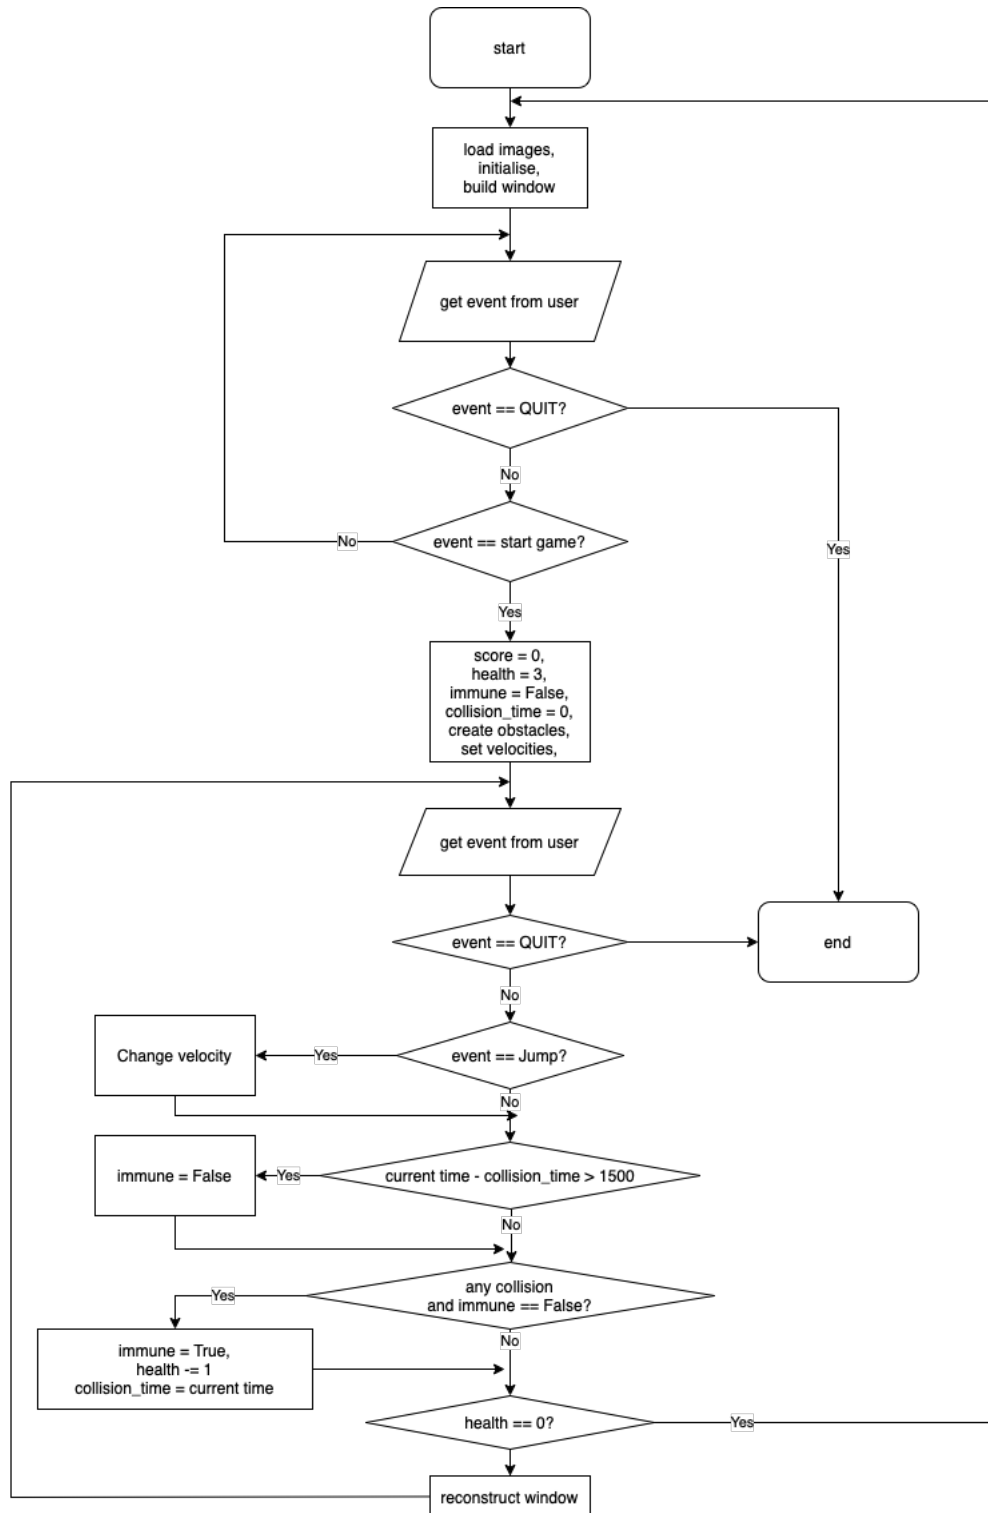 start
load images,
initialise,
build window
get event from user
event == QUIT?
No
event == start game?
No
Yes
Yes
score = 0,
health = 3,
immune = False,
collision_time = 0,
create obstacles,
set velocities,
get event from user
event == QUIT?
end
No
event == Jump?
Yes
Change velocity
No
current time - collision_time > 1500
Yes
immune = False
No
any collision
and immune == False?
Yes
immune = True,
health -= 1
collision_time = current time
No
health == 0?
Yes
reconstruct window